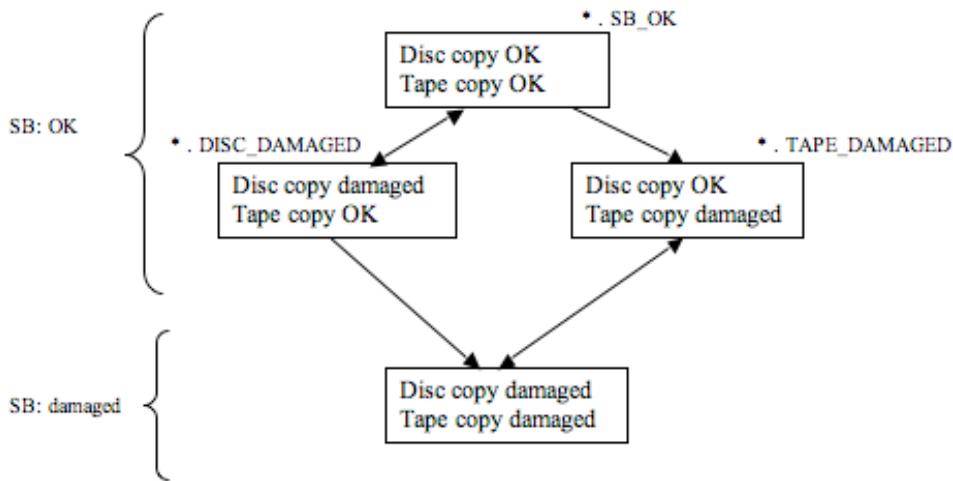 * . SB_OK
Disc copy OK
Tape copy OK
SB: OK
* . DISC_DAMAGED
* . TAPE_DAMAGED
Disc copy damaged
Tape copy OK
Disc copy OK
Tape copy damaged
SB: damaged
Disc copy damaged
Tape copy damaged